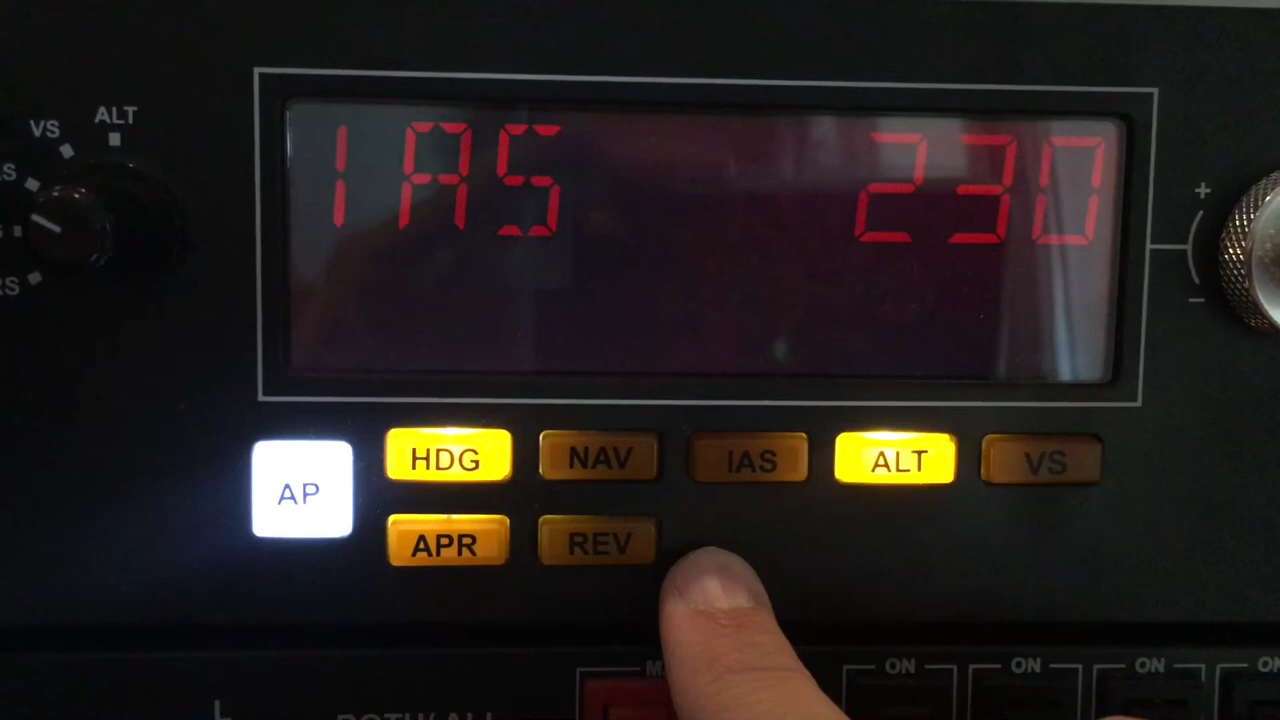 VS ALT
IAS 230
+
−
AP HDG NAV IAS ALT VS
APR REV
ON ON ON